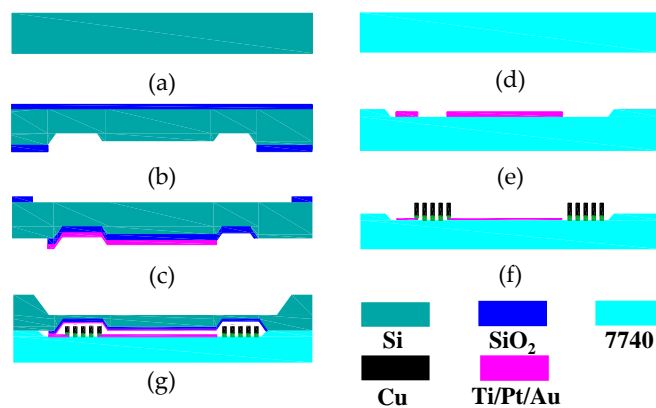 (a)
(d)
(b)
(e)
(c)
(f)
(g)
Si
SiO₂
7740
Cu
Ti/Pt/Au